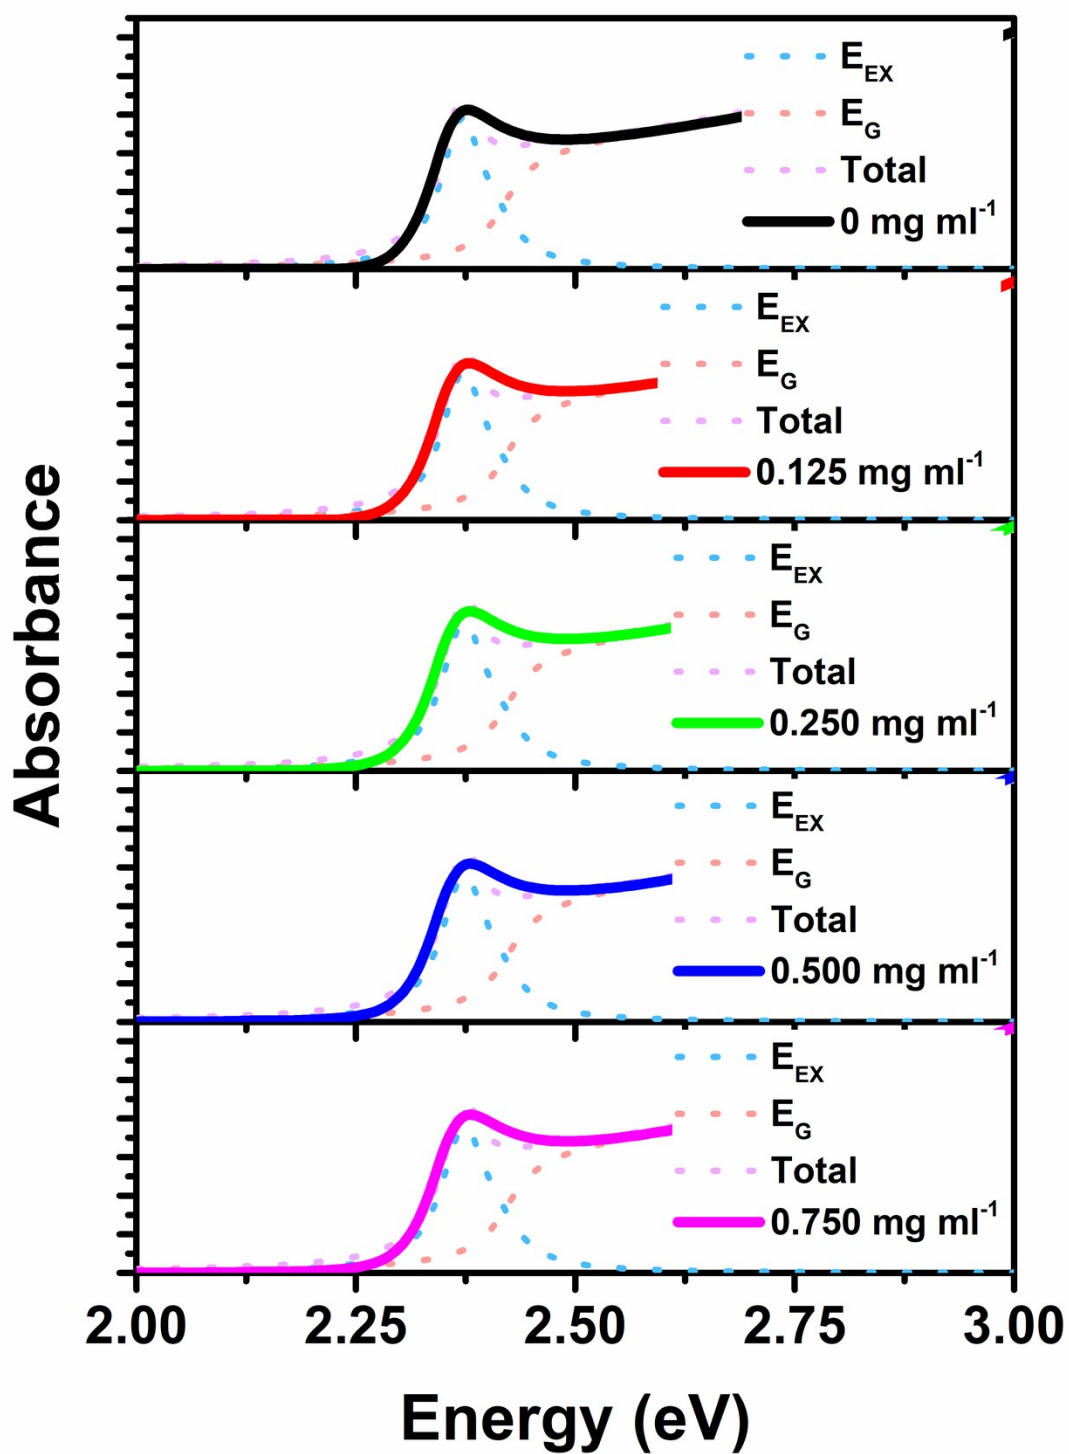 E_EX
E_G
Total
0 mg ml⁻¹
E_EX
E_G
Total
0.125 mg ml⁻¹
E_EX
E_G
Total
0.250 mg ml⁻¹
E_EX
E_G
Total
0.500 mg ml⁻¹
E_EX
E_G
Total
0.750 mg ml⁻¹
Absorbance
2.00 2.25 2.50 2.75 3.00
Energy (eV)